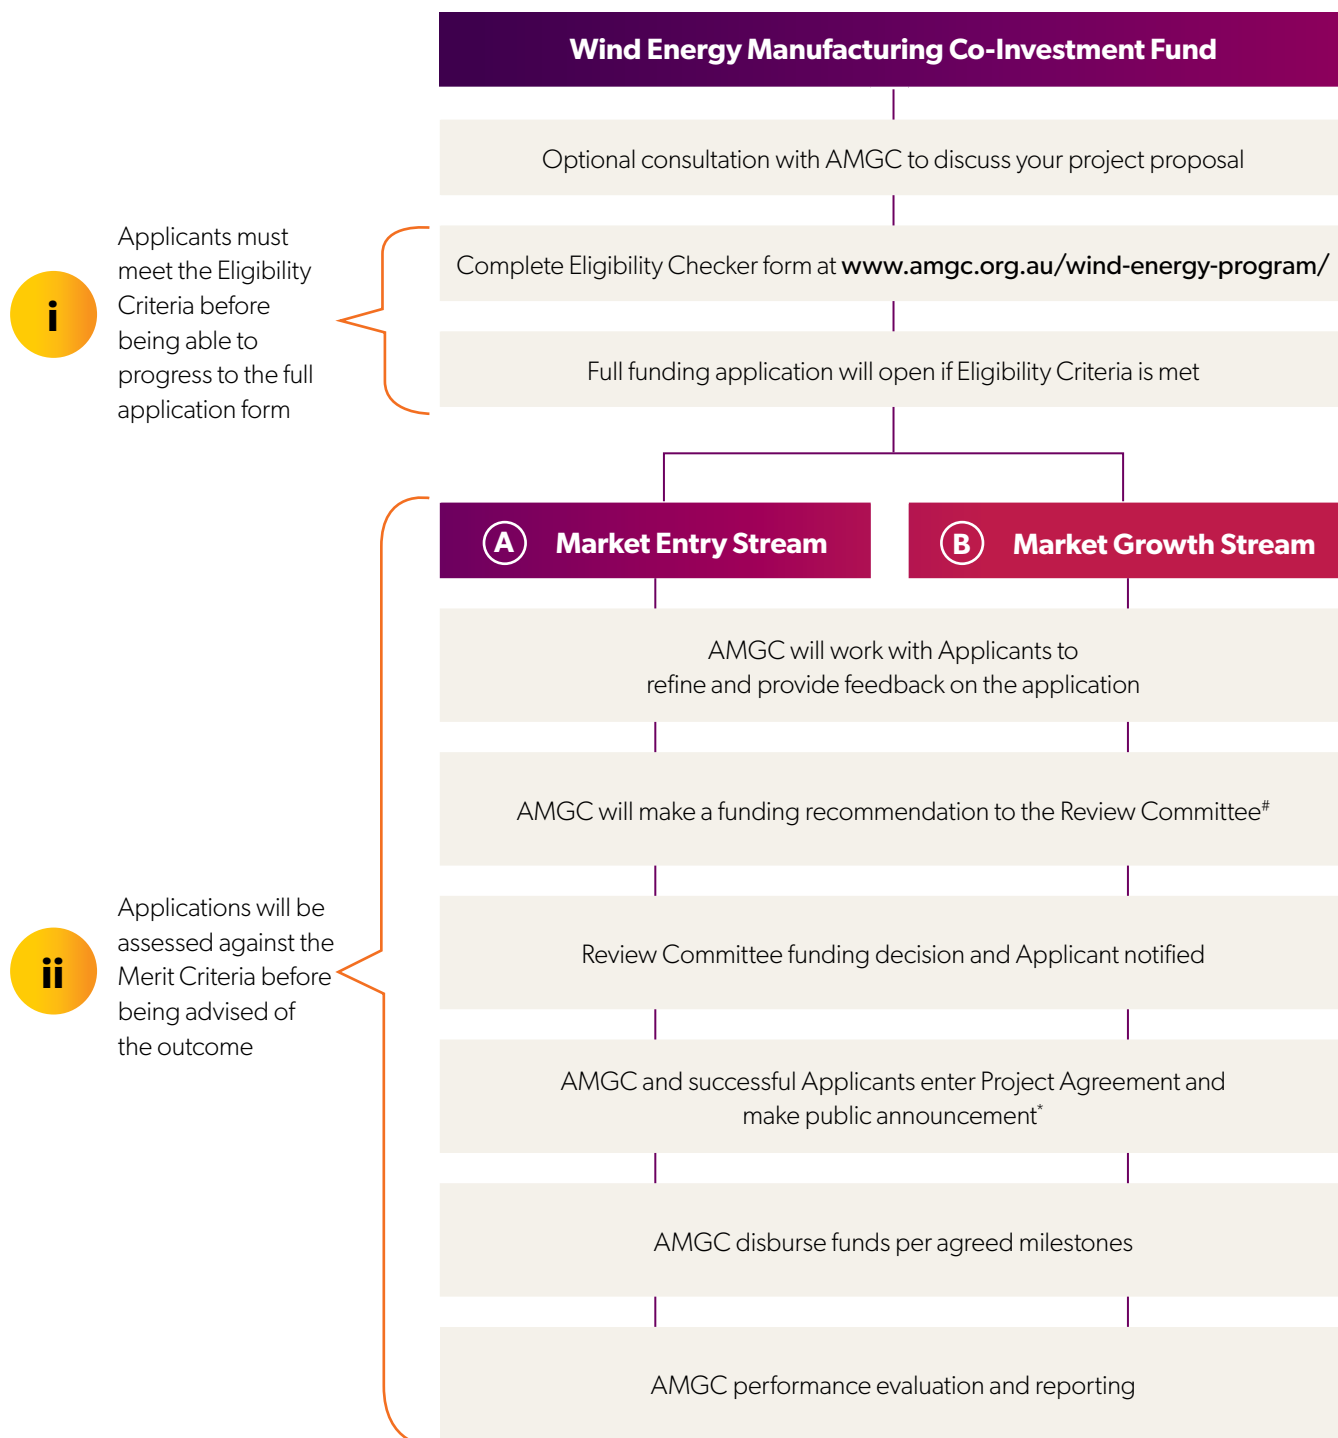 Wind Energy Manufacturing Co-Investment Fund
Optional consultation with AMGC to discuss your project proposal
i
Applicants must
meet the Eligibility
Criteria before
being able to
progress to the full
application form
Complete Eligibility Checker form at www.amgc.org.au/wind-energy-program/
Full funding application will open if Eligibility Criteria is met
A Market Entry Stream
B Market Growth Stream
ii
Applications will be
assessed against the
Merit Criteria before
being advised of
the outcome
AMGC will work with Applicants to
refine and provide feedback on the application
AMGC will make a funding recommendation to the Review Committee#
Review Committee funding decision and Applicant notified
AMGC and successful Applicants enter Project Agreement and
make public announcement*
AMGC disburse funds per agreed milestones
AMGC performance evaluation and reporting